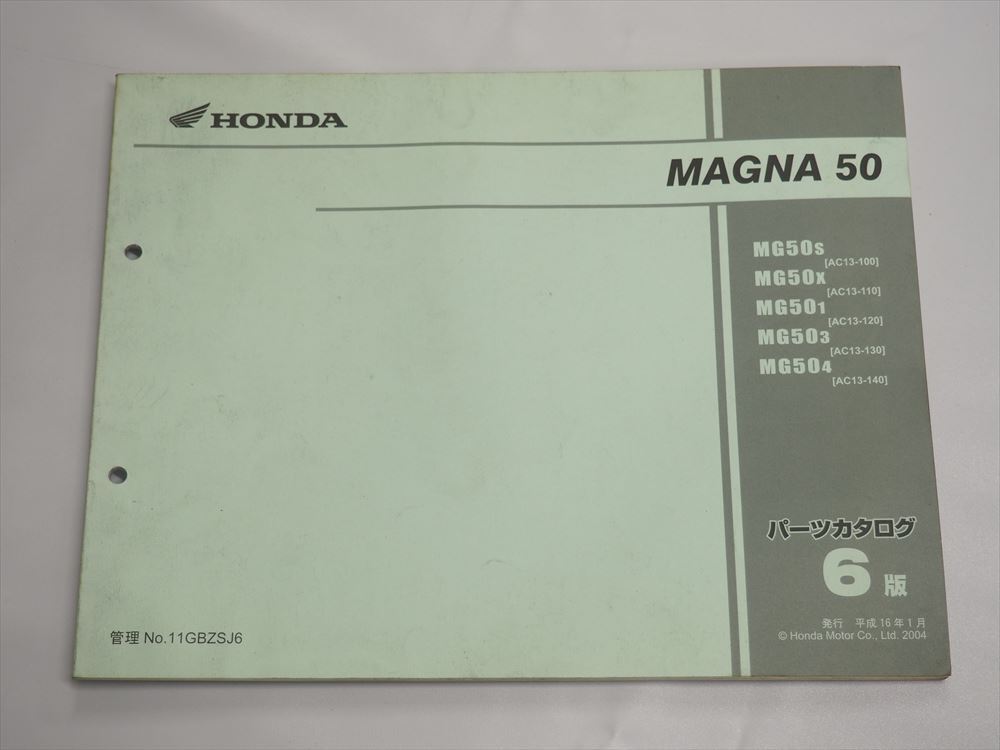 HONDA
MAGNA 50
MG50S
[AC13-100]
MG50X
[AC13-110]
MG501
[AC13-120]
MG503
[AC13-130]
MG504
[AC13-140]
パーツカタログ
6版
発行 平成16年1月
© Honda Motor Co., Ltd. 2004
管理 No.11GBZSJ6